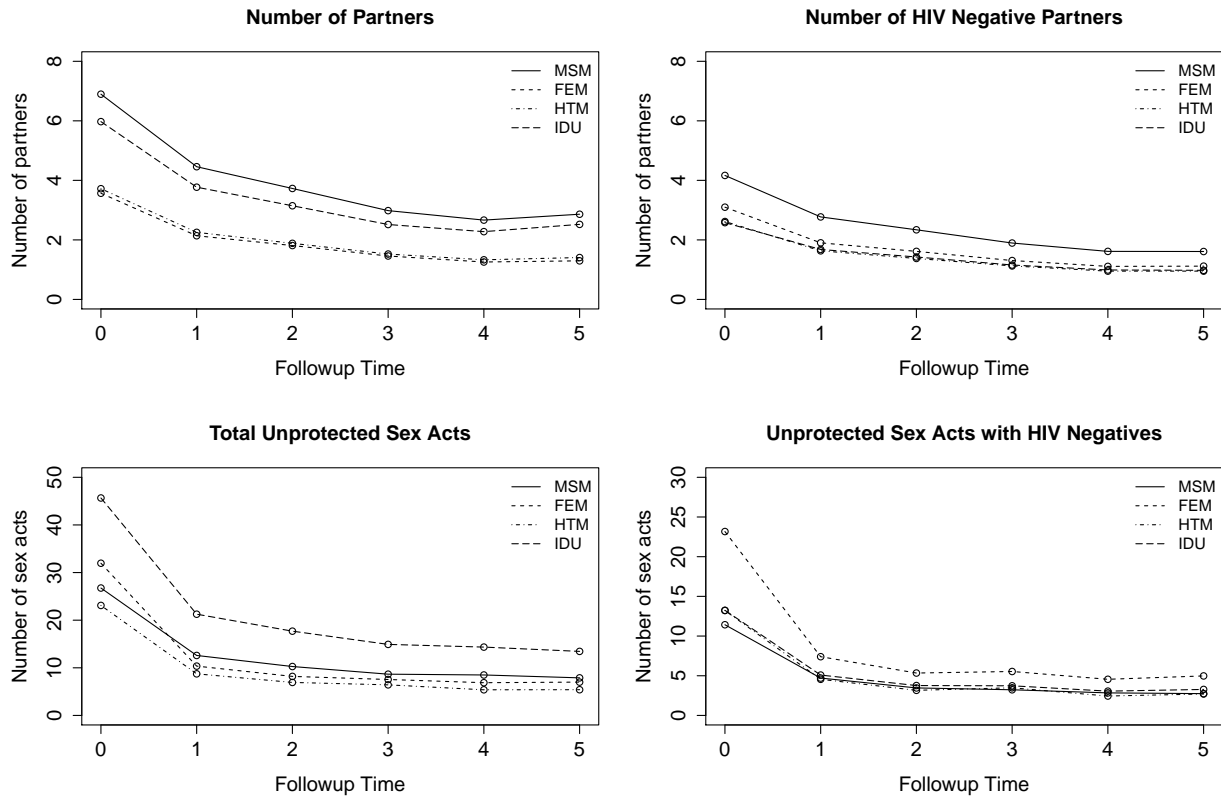 Number of Partners
Number of partners
8
6
4
2
0
MSM
FEM
HTM
IDU
0 1 2 3 4 5
Followup Time
Number of HIV Negative Partners
Number of partners
8
6
4
2
0
MSM
FEM
HTM
IDU
0 1 2 3 4 5
Followup Time
Total Unprotected Sex Acts
Number of sex acts
50
40
30
20
10
0
MSM
FEM
HTM
IDU
0 1 2 3 4 5
Followup Time
Unprotected Sex Acts with HIV Negatives
Number of sex acts
30
25
20
15
10
5
0
MSM
FEM
HTM
IDU
0 1 2 3 4 5
Followup Time